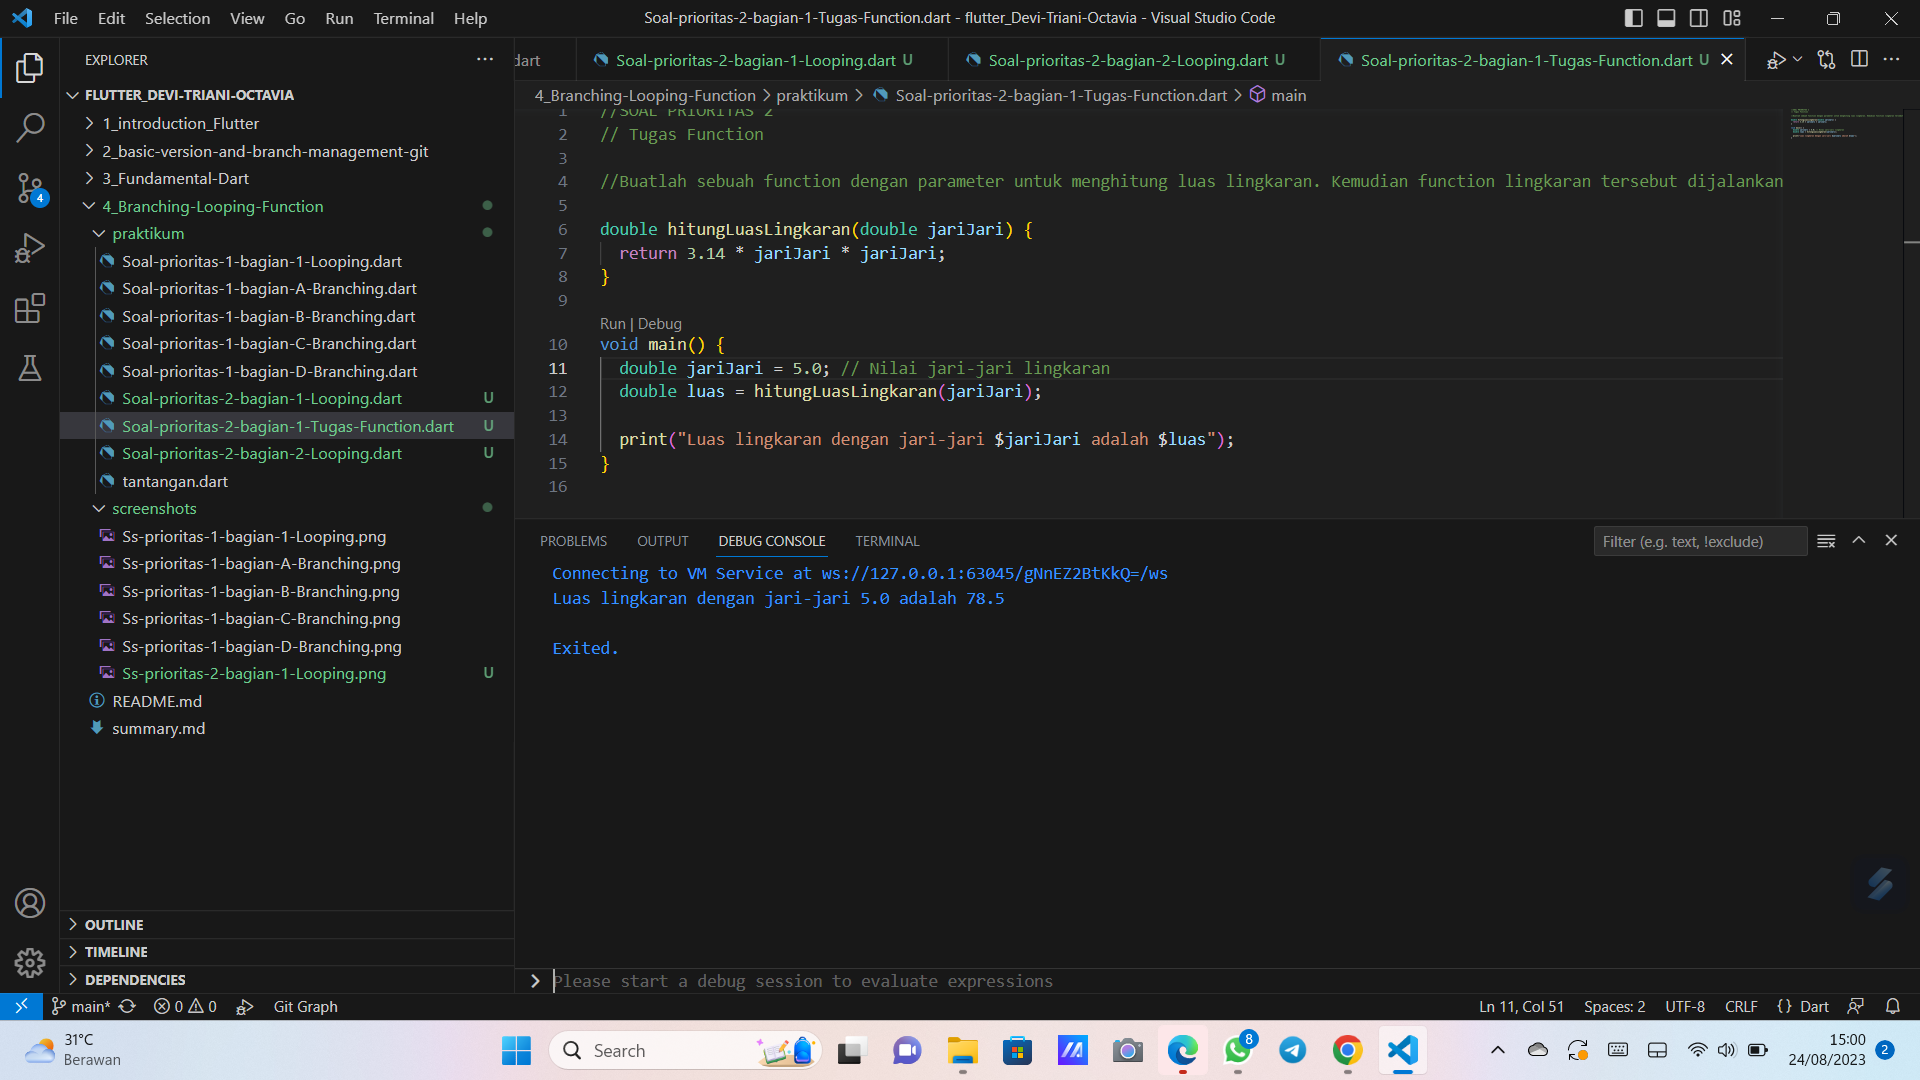 File Edit Selection View Go Run Terminal Help
Soal-prioritas-2-bagian-1-Tugas-Function.dart - flutter_Devi-Triani-Octavia - Visual Studio Code
EXPLORER
dart
Soal-prioritas-2-bagian-1-Looping.dart U
Soal-prioritas-2-bagian-2-Looping.dart U
Soal-prioritas-2-bagian-1-Tugas-Function.dart U
4_Branching-Looping-Function > praktikum > Soal-prioritas-2-bagian-1-Tugas-Function.dart > main
FLUTTER_DEVI-TRIANI-OCTAVIA
1_introduction_Flutter
2_basic-version-and-branch-management-git
3_Fundamental-Dart
4_Branching-Looping-Function
praktikum
Soal-prioritas-1-bagian-1-Looping.dart
Soal-prioritas-1-bagian-A-Branching.dart
Soal-prioritas-1-bagian-B-Branching.dart
Soal-prioritas-1-bagian-C-Branching.dart
Soal-prioritas-1-bagian-D-Branching.dart
Soal-prioritas-2-bagian-1-Looping.dart U
Soal-prioritas-2-bagian-1-Tugas-Function.dart U
Soal-prioritas-2-bagian-2-Looping.dart U
tantangan.dart
screenshots
Ss-prioritas-1-bagian-1-Looping.png
Ss-prioritas-1-bagian-A-Branching.png
Ss-prioritas-1-bagian-B-Branching.png
Ss-prioritas-1-bagian-C-Branching.png
Ss-prioritas-1-bagian-D-Branching.png
Ss-prioritas-2-bagian-1-Looping.png U
README.md
summary.md
OUTLINE
TIMELINE
DEPENDENCIES
4
1 //SOAL PRIORITAS 2
2 // Tugas Function
3
4 //Buatlah sebuah function dengan parameter untuk menghitung luas lingkaran. Kemudian function lingkaran tersebut dijalankan
5
6 double hitungLuasLingkaran(double jariJari) {
7 return 3.14 * jariJari * jariJari;
8 }
9
Run | Debug
10 void main() {
11 double jariJari = 5.0; // Nilai jari-jari lingkaran
12 double luas = hitungLuasLingkaran(jariJari);
13
14 print("Luas lingkaran dengan jari-jari $jariJari adalah $luas");
15 }
16
PROBLEMS OUTPUT DEBUG CONSOLE TERMINAL
Filter (e.g. text, !exclude)
Connecting to VM Service at ws://127.0.0.1:63045/gNnEZ2BtKkQ=/ws
Luas lingkaran dengan jari-jari 5.0 adalah 78.5
Exited.
Please start a debug session to evaluate expressions
main* 0 0 Git Graph
Ln 11, Col 51 Spaces: 2 UTF-8 CRLF {} Dart
31°C
Berawan
Search
8
15:00
24/08/2023
2